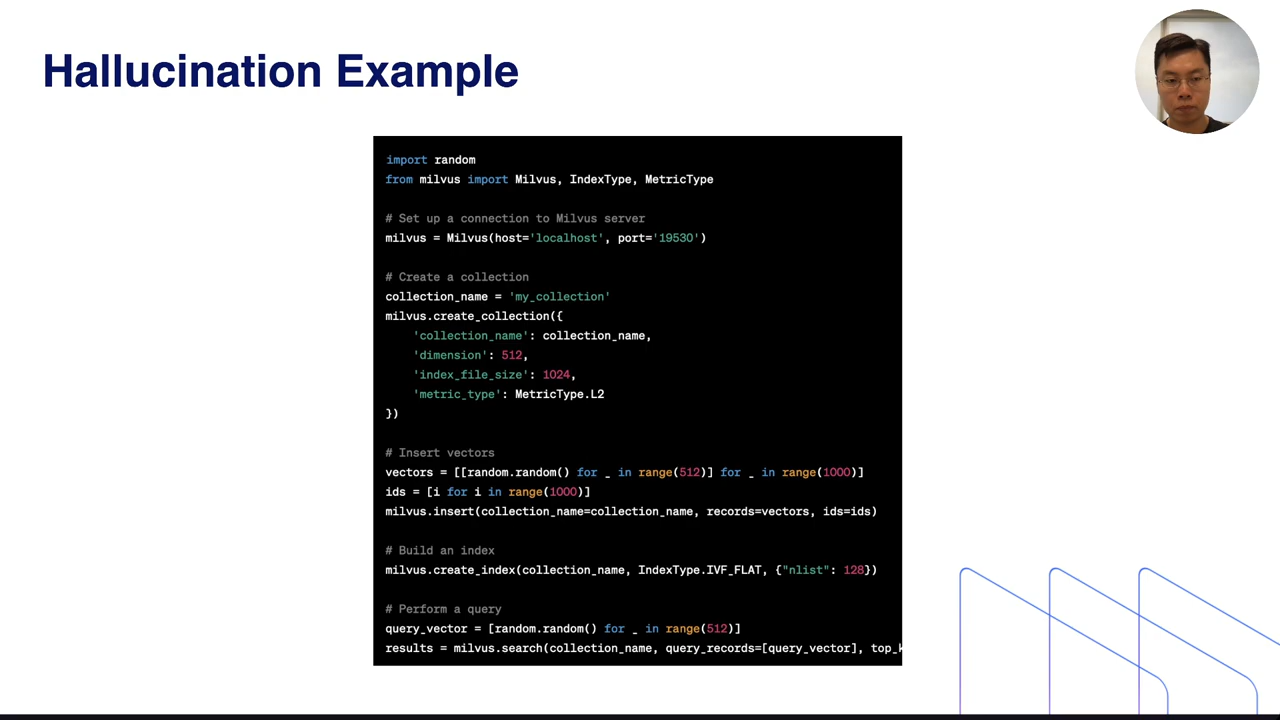 Hallucination Example
import random
from milvus import Milvus, IndexType, MetricType
# Set up a connection to Milvus server
milvus = Milvus(host='localhost', port='19530')
# Create a collection
collection_name = 'my_collection'
milvus.create_collection({
    'collection_name': collection_name,
    'dimension': 512,
    'index_file_size': 1024,
    'metric_type': MetricType.L2
})
# Insert vectors
vectors = [[random.random() for _ in range(512)] for _ in range(1000)]
ids = [i for i in range(1000)]
milvus.insert(collection_name=collection_name, records=vectors, ids=ids)
# Build an index
milvus.create_index(collection_name, IndexType.IVF_FLAT, {"nlist": 128})
# Perform a query
query_vector = [random.random() for _ in range(512)]
results = milvus.search(collection_name, query_records=[query_vector], top_k